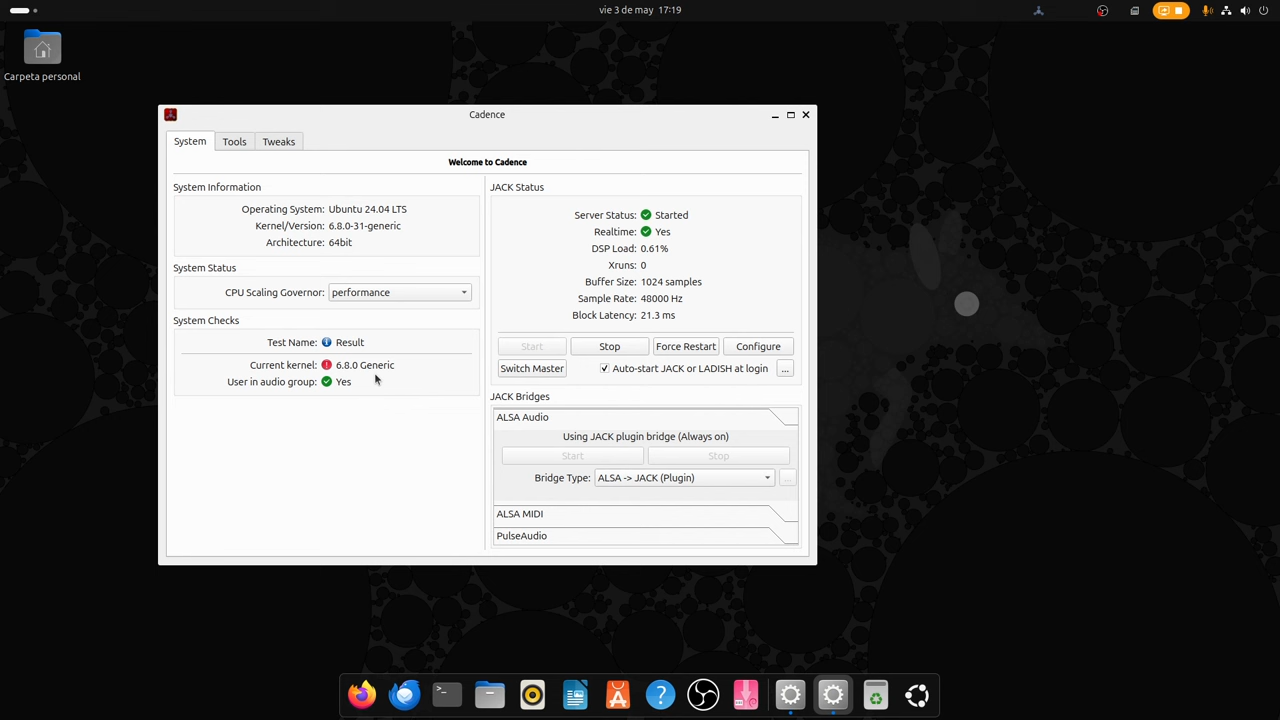 vie 3 de may 17:19
Carpeta personal
Cadence
System Tools Tweaks
Welcome to Cadence
System Information
Operating System: Ubuntu 24.04 LTS
Kernel/Version: 6.8.0-31-generic
Architecture: 64bit
System Status
CPU Scaling Governor: performance
System Checks
Test Name: Result
Current kernel: 6.8.0 Generic
User in audio group: Yes
JACK Status
Server Status: Started
Realtime: Yes
DSP Load: 0.61%
Xruns: 0
Buffer Size: 1024 samples
Sample Rate: 48000 Hz
Block Latency: 21.3 ms
Start Stop Force Restart Configure
Switch Master Auto-start JACK or LADISH at login ...
JACK Bridges
ALSA Audio
Using JACK plugin bridge (Always on)
Start Stop
Bridge Type: ALSA -> JACK (Plugin) ...
ALSA MIDI
PulseAudio